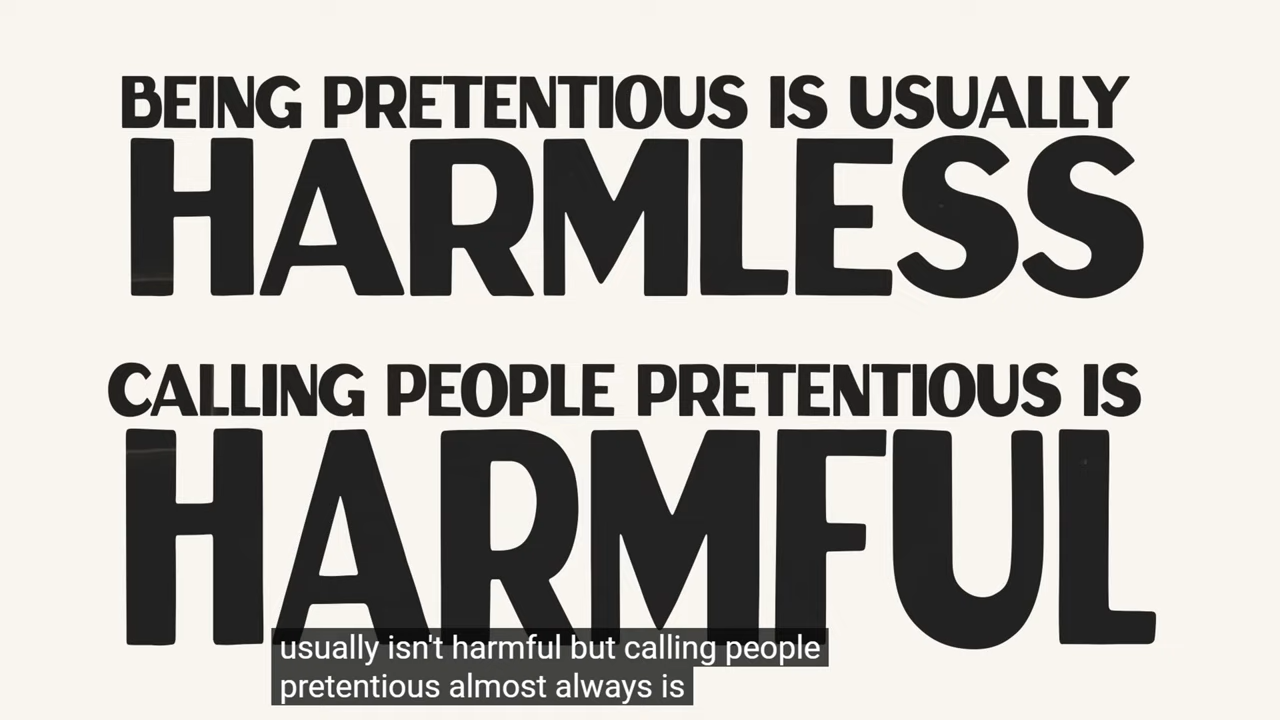 BEING PRETENTIOUS IS USUALLY
HARMLESS
CALLING PEOPLE PRETENTIOUS IS
HARMFUL
usually isn't harmful but calling people
pretentious almost always is